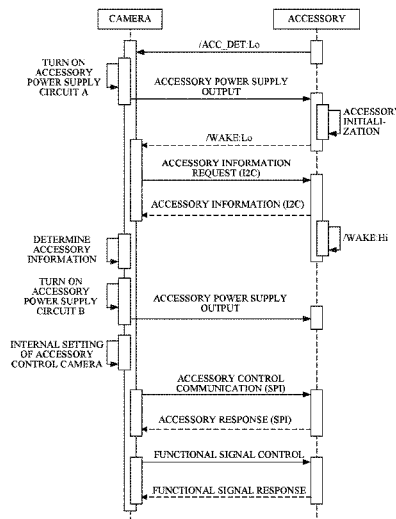 CAMERA
ACCESSORY
/ACC_DET:Lo
TURN ON
ACCESSORY
POWER SUPPLY
CIRCUIT A
ACCESSORY POWER SUPPLY
OUTPUT
ACCESSORY
INITIALI-
ZATION
/WAKE:Lo
ACCESSORY INFORMATION
REQUEST (I2C)
ACCESSORY INFORMATION (I2C)
/WAKE:Hi
DETERMINE
ACCESSORY
INFORMATION
TURN ON
ACCESSORY
POWER SUPPLY
CIRCUIT B
ACCESSORY POWER SUPPLY
OUTPUT
INTERNAL SETTING
OF ACCESSORY
CONTROL CAMERA
ACCESSORY CONTROL
COMMUNICATION (SPI)
ACCESSORY RESPONSE (SPI)
FUNCTIONAL SIGNAL CONTROL
FUNCTIONAL SIGNAL RESPONSE